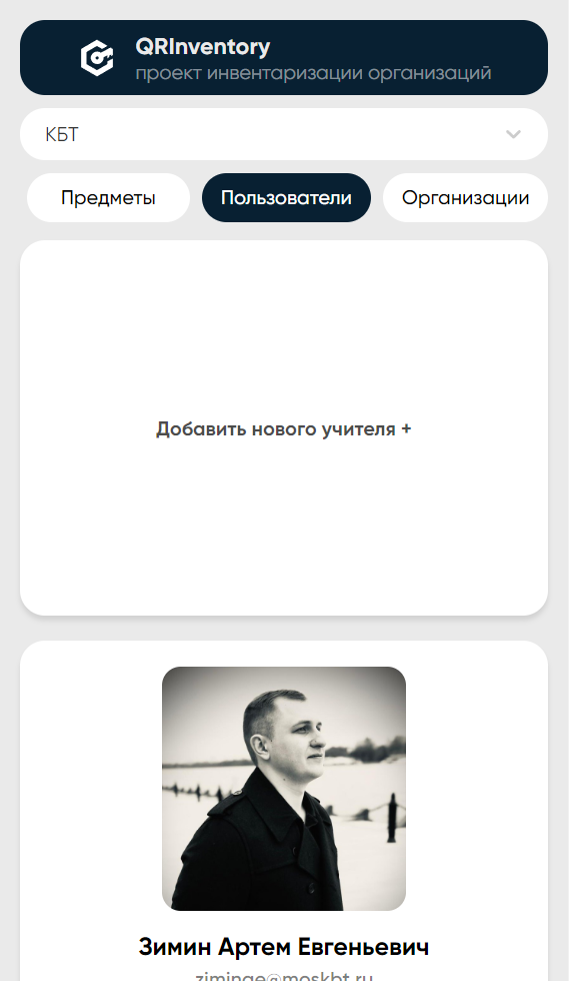 QRInventory
проект инвентаризации организаций
КБТ
Предметы
Пользователи
Организации
Добавить нового учителя +
Зимин Артем Евгеньевич
ziminae@moskbt.ru